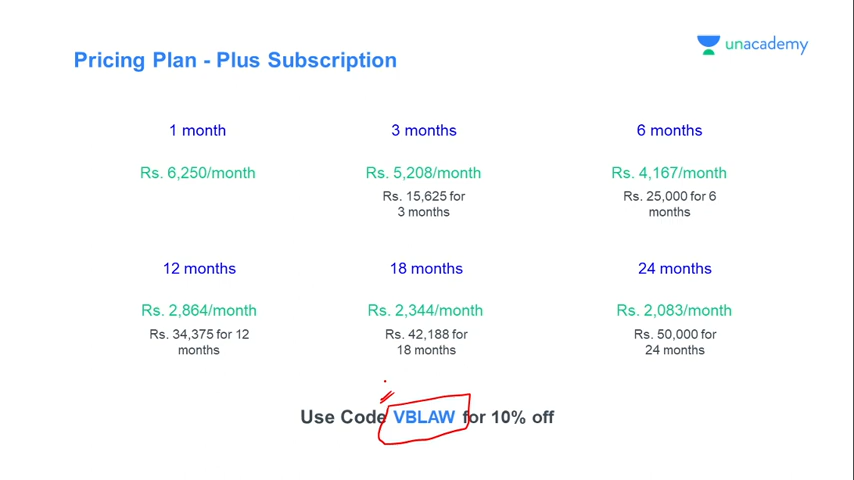 Pricing Plan - Plus Subscription
unacademy
1 month
3 months
6 months
Rs. 6,250/month
Rs. 5,208/month
Rs. 4,167/month
Rs. 15,625 for
3 months
Rs. 25,000 for 6
months
12 months
18 months
24 months
Rs. 2,864/month
Rs. 2,344/month
Rs. 2,083/month
Rs. 34,375 for 12
months
Rs. 42,188 for
18 months
Rs. 50,000 for
24 months
Use Code VBLAW for 10% off